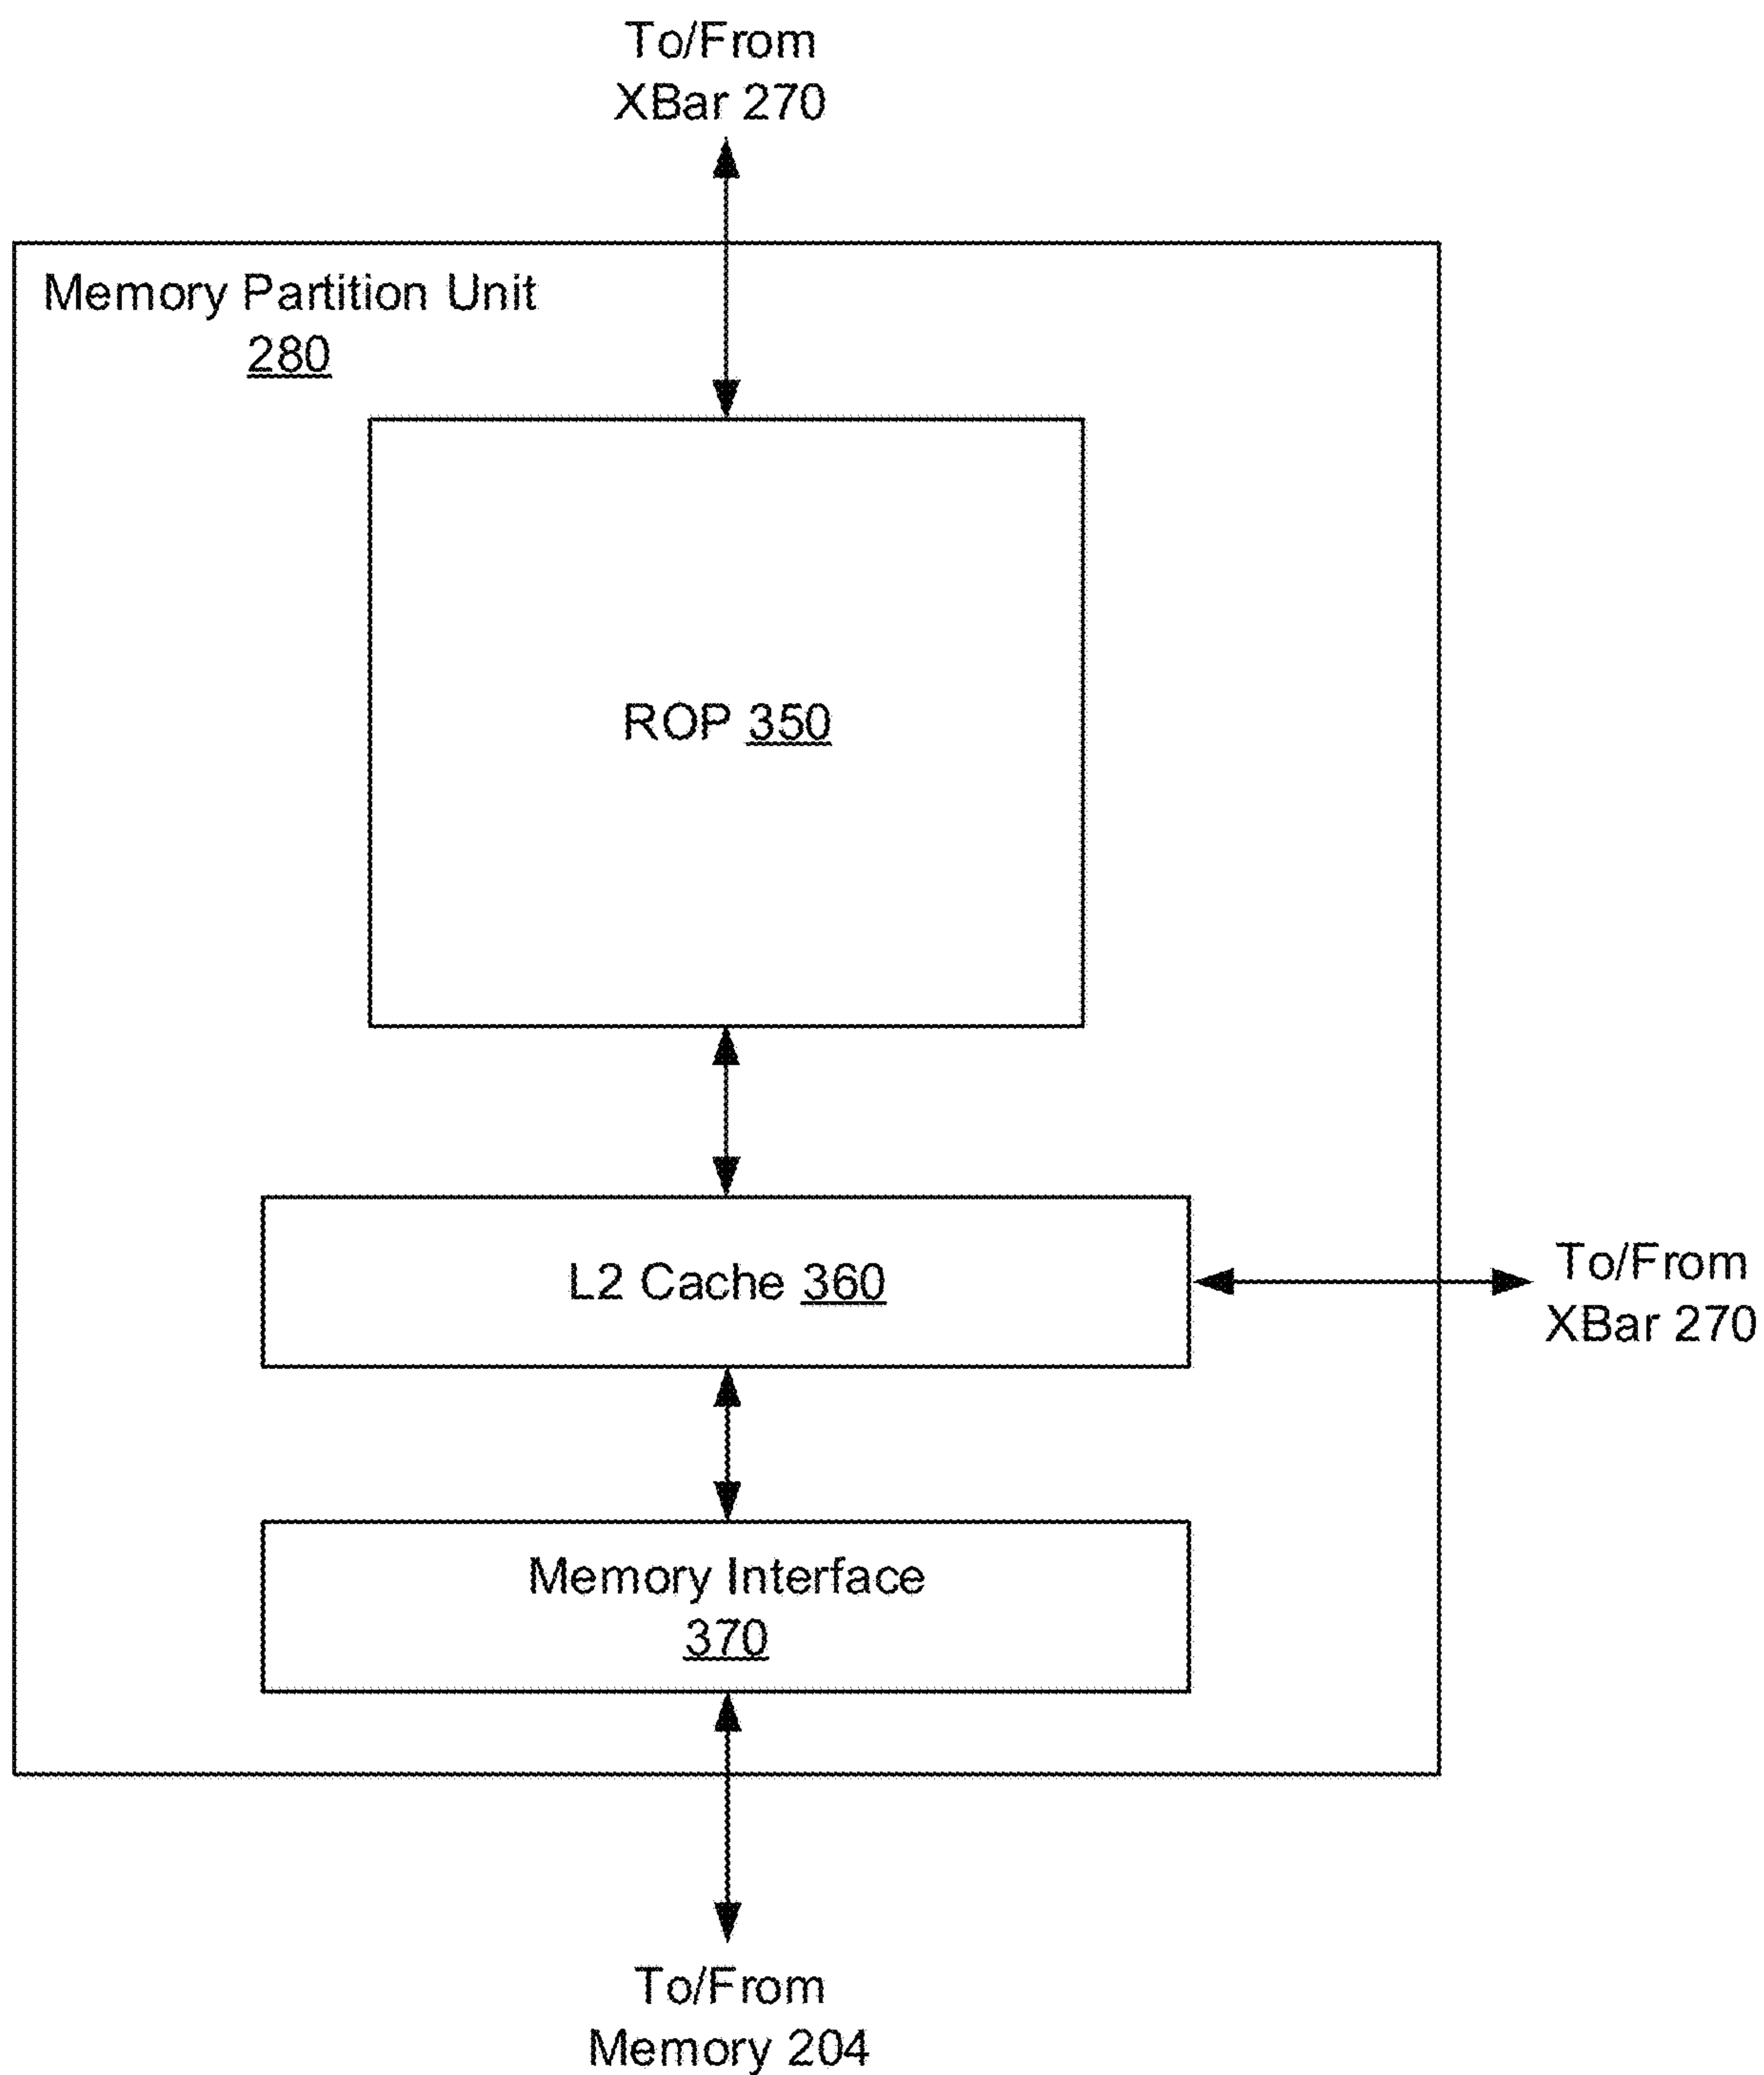 To/From
XBar 270
Memory Partition Unit
280
ROP 350
L2 Cache 360
To/From
XBar 270
Memory Interface
370
To/From
Memory 204